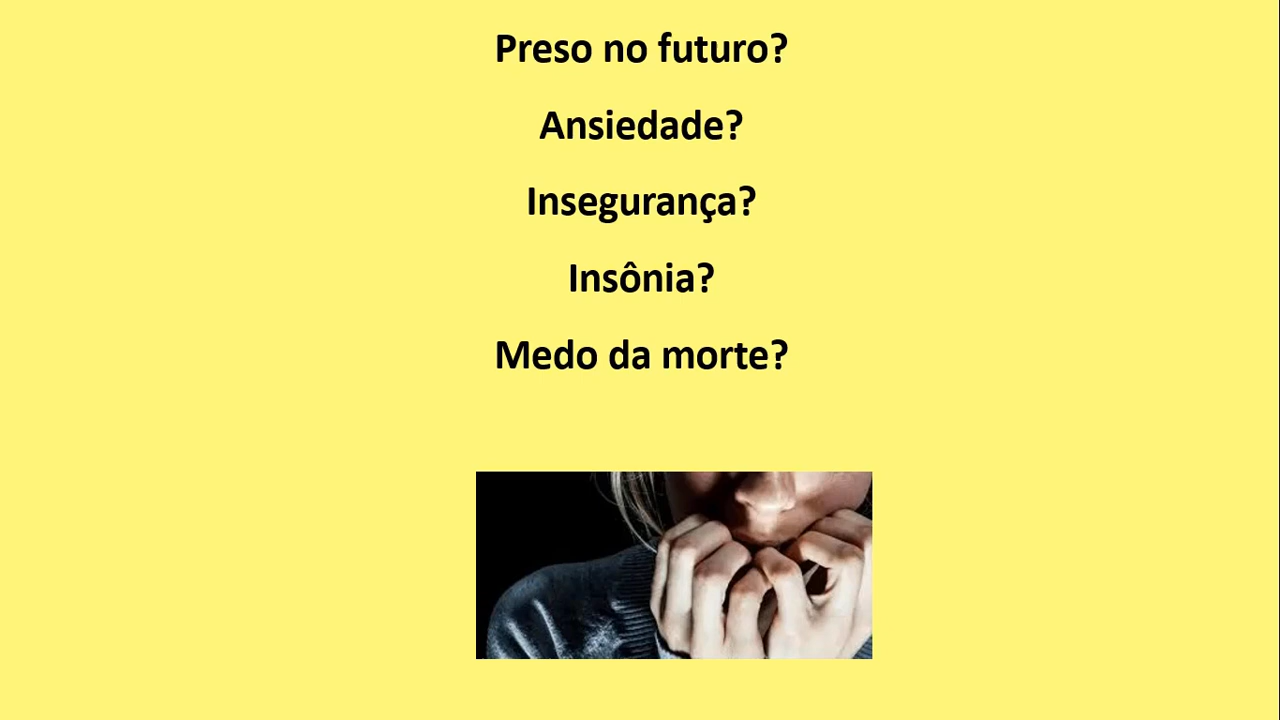 Preso no futuro?
Ansiedade?
Insegurança?
Insônia?
Medo da morte?